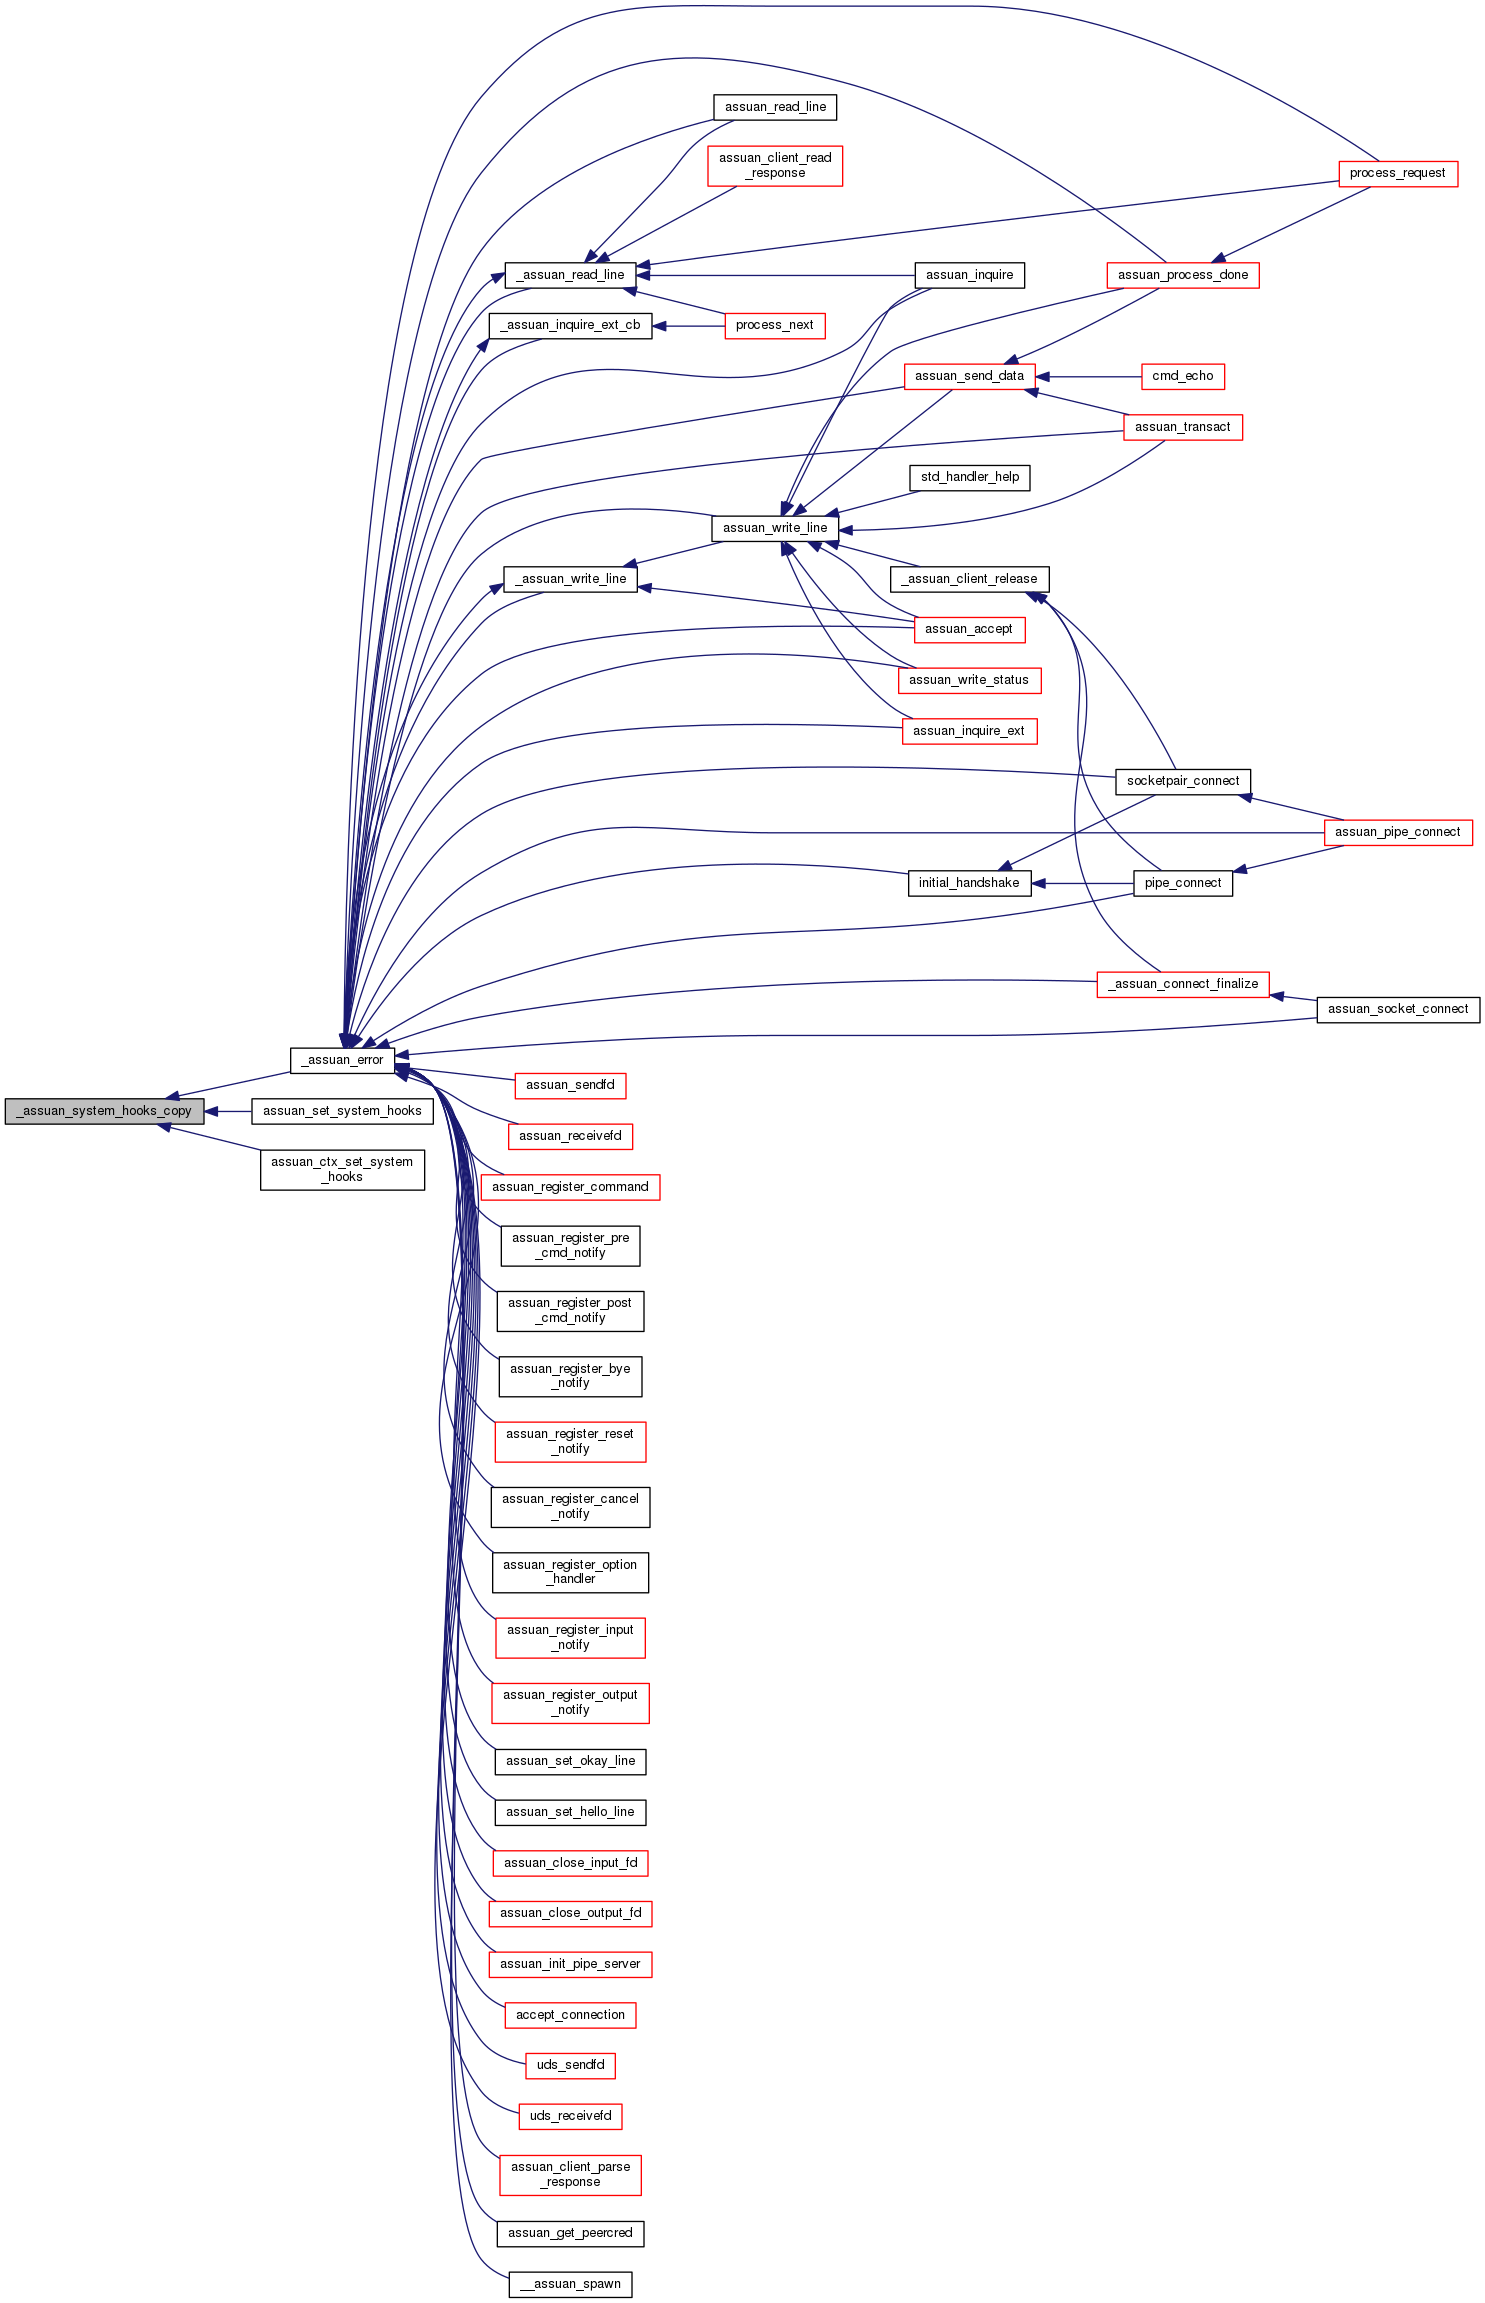 assuan_read_line
assuan_client_read
_response
process_request
_assuan_read_line
assuan_inquire
assuan_process_done
_assuan_inquire_ext_cb
process_next
assuan_send_data
cmd_echo
assuan_transact
std_handler_help
assuan_write_line
_assuan_write_line
_assuan_client_release
assuan_accept
assuan_write_status
assuan_inquire_ext
socketpair_connect
assuan_pipe_connect
initial_handshake
pipe_connect
_assuan_connect_finalize
assuan_socket_connect
_assuan_error
assuan_sendfd
_assuan_system_hooks_copy
assuan_set_system_hooks
assuan_receivefd
assuan_ctx_set_system
_hooks
assuan_register_command
assuan_register_pre
_cmd_notify
assuan_register_post
_cmd_notify
assuan_register_bye
_notify
assuan_register_reset
_notify
assuan_register_cancel
_notify
assuan_register_option
_handler
assuan_register_input
_notify
assuan_register_output
_notify
assuan_set_okay_line
assuan_set_hello_line
assuan_close_input_fd
assuan_close_output_fd
assuan_init_pipe_server
accept_connection
uds_sendfd
uds_receivefd
assuan_client_parse
_response
assuan_get_peercred
__assuan_spawn